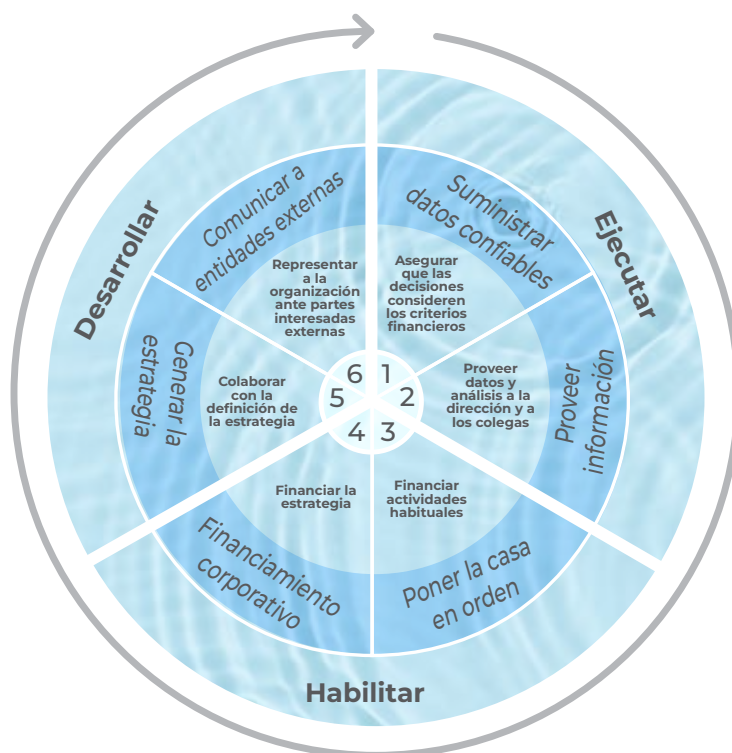 Desarrollar
Ejecutar
Habilitar
Comunicar a
entidades externas
Suministrar
datos confiables
Generar la
estrategia
Proveer
información
Financiamiento
corporativo
Poner la casa
en orden
Representar
a la
organización
ante partes
interesadas
externas
Asegurar
que las
decisiones
consideren
los criterios
financieros
Colaborar
con la
definición de
la estrategia
Proveer
datos y
análisis a la
dirección y a
los colegas
Financiar la
estrategia
Financiar
actividades
habituales
6
1
5
2
4
3